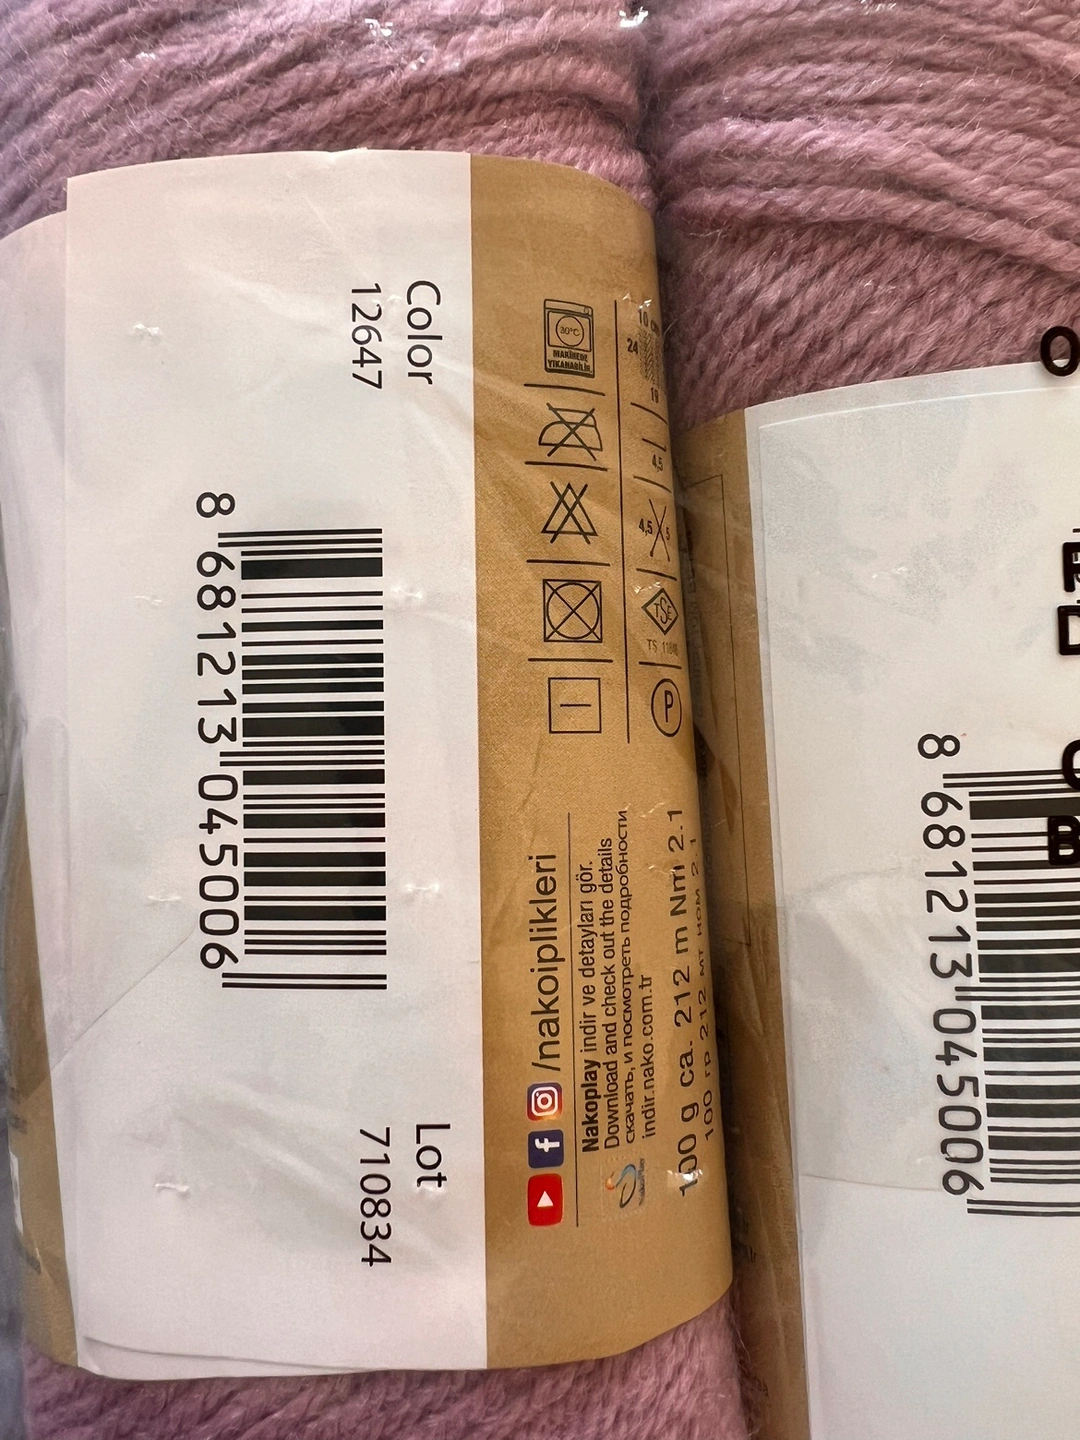 Color
12647
8 681213 045006
Lot
710834
30°C
MAKİNEDE
YIKANABİLİR.
10 cm
24
19
4,5
4,5
5
TSE
P
/nakoiplikleri
Nakoplay indir ve detayları gör.
Download and check out the details
скачать, и посмотреть подробности
indir.nako.com.tr
100 g ca. 212 m Nm 2.1
100 гр 212 мт ном 2.1
8 681213 045006